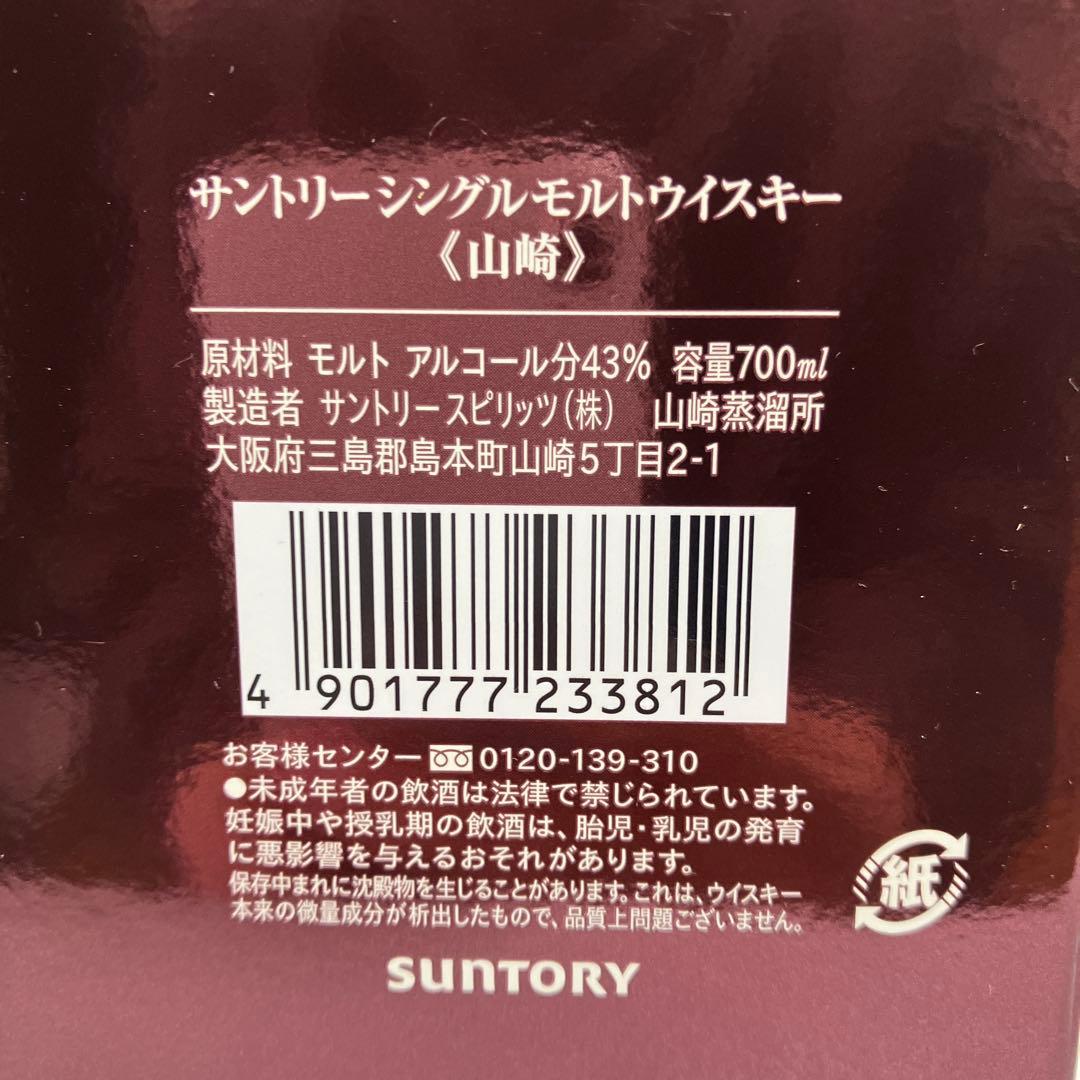 サントリーシングルモルトウイスキー
《山崎》
原材料 モルト アルコール分43% 容量700ml
製造者 サントリースピリッツ(株) 山崎蒸溜所
大阪府三島郡島本町山崎5丁目2-1
4 901777 233812
お客様センター 0120-139-310
●未成年者の飲酒は法律で禁じられています。
妊娠中や授乳期の飲酒は、胎児・乳児の発育
に悪影響を与えるおそれがあります。
保存中まれに沈殿物を生じることがあります。これは、ウイスキー
本来の微量成分が析出したもので、品質上問題ございません。
紙
SUNTORY